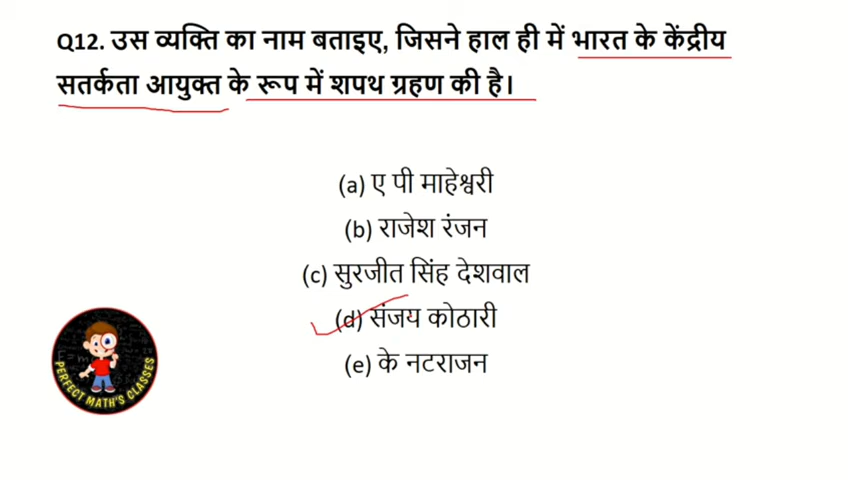 Q12. उस व्यक्ति का नाम बताइए, जिसने हाल ही में भारत के केंद्रीय
सतर्कता आयुक्त के रूप में शपथ ग्रहण की है।
(a) ए पी माहेश्वरी
(b) राजेश रंजन
(c) सुरजीत सिंह देशवाल
(d) संजय कोठारी
(e) के नटराजन
PERFECT MATH'S CLASSES